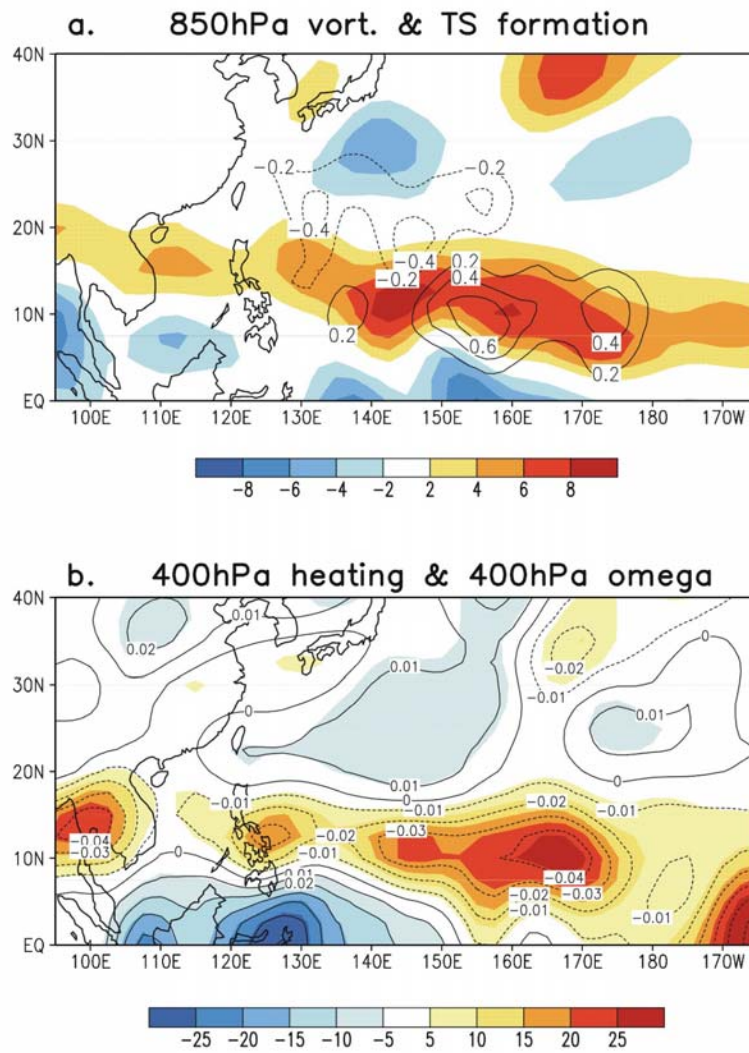 a. 850hPa vort. & TS formation
40N
30N
-0.2 -0.2
20N
-0.4
-0.4 0.2
-0.2 0.4
10N
0.2 0.6 0.4
0.2
EQ
100E 110E 120E 130E 140E 150E 160E 170E 180 170W
-8 -6 -4 -2 2 4 6 8
b. 400hPa heating & 400hPa omega
40N
0.01
0.02 0
0.01 -0.02
30N
-0.01
0 0.01
20N
0.01 0
-0.01 0 -0.01 -0.02 -0.01
-0.04 -0.02 -0.03
-0.03 0 -0.01
10N
0.01 -0.04
0.02 -0.02 -0.03
-0.01 -0.01
EQ
100E 110E 120E 130E 140E 150E 160E 170E 180 170W
-25 -20 -15 -10 -5 5 10 15 20 25